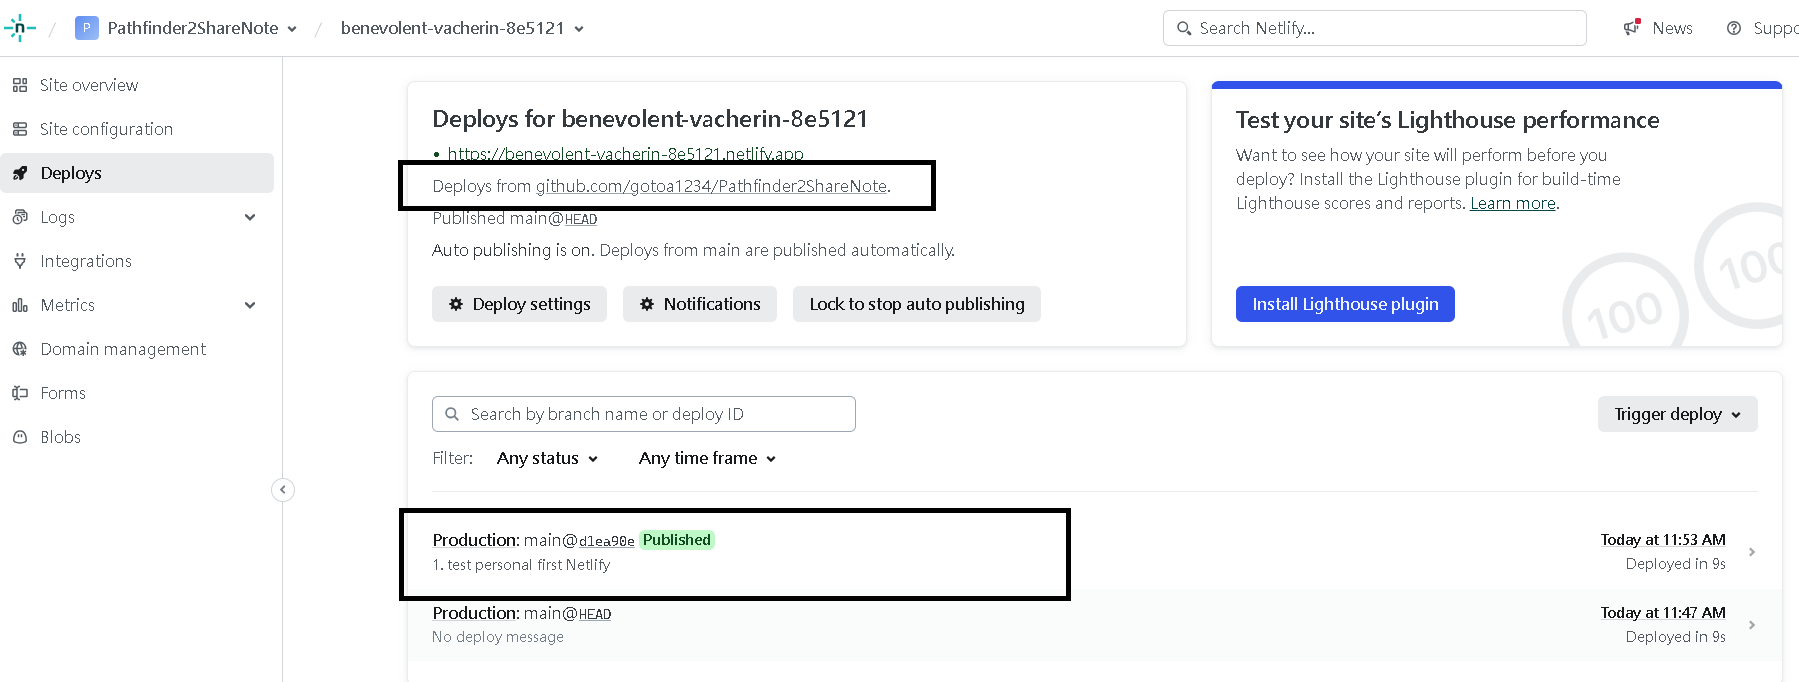 P Pathfinder2ShareNote / benevolent-vacherin-8e5121
Search Netlify...
News
Suppo
Site overview
Site configuration
Deploys
Logs
Integrations
Metrics
Domain management
Forms
Blobs
Deploys for benevolent-vacherin-8e5121
• https://benevolent-vacherin-8e5121.netlify.app
Deploys from github.com/gotoa1234/Pathfinder2ShareNote.
Published main@HEAD
Auto publishing is on. Deploys from main are published automatically.
Deploy settings
Notifications
Lock to stop auto publishing
Test your site's Lighthouse performance
Want to see how your site will perform before you
deploy? Install the Lighthouse plugin for build-time
Lighthouse scores and reports. Learn more.
Install Lighthouse plugin
100
100
Search by branch name or deploy ID
Trigger deploy
Filter: Any status Any time frame
Production: main@d1ea90e Published
Today at 11:53 AM
1. test personal first Netlify
Deployed in 9s
Production: main@HEAD
Today at 11:47 AM
No deploy message
Deployed in 9s